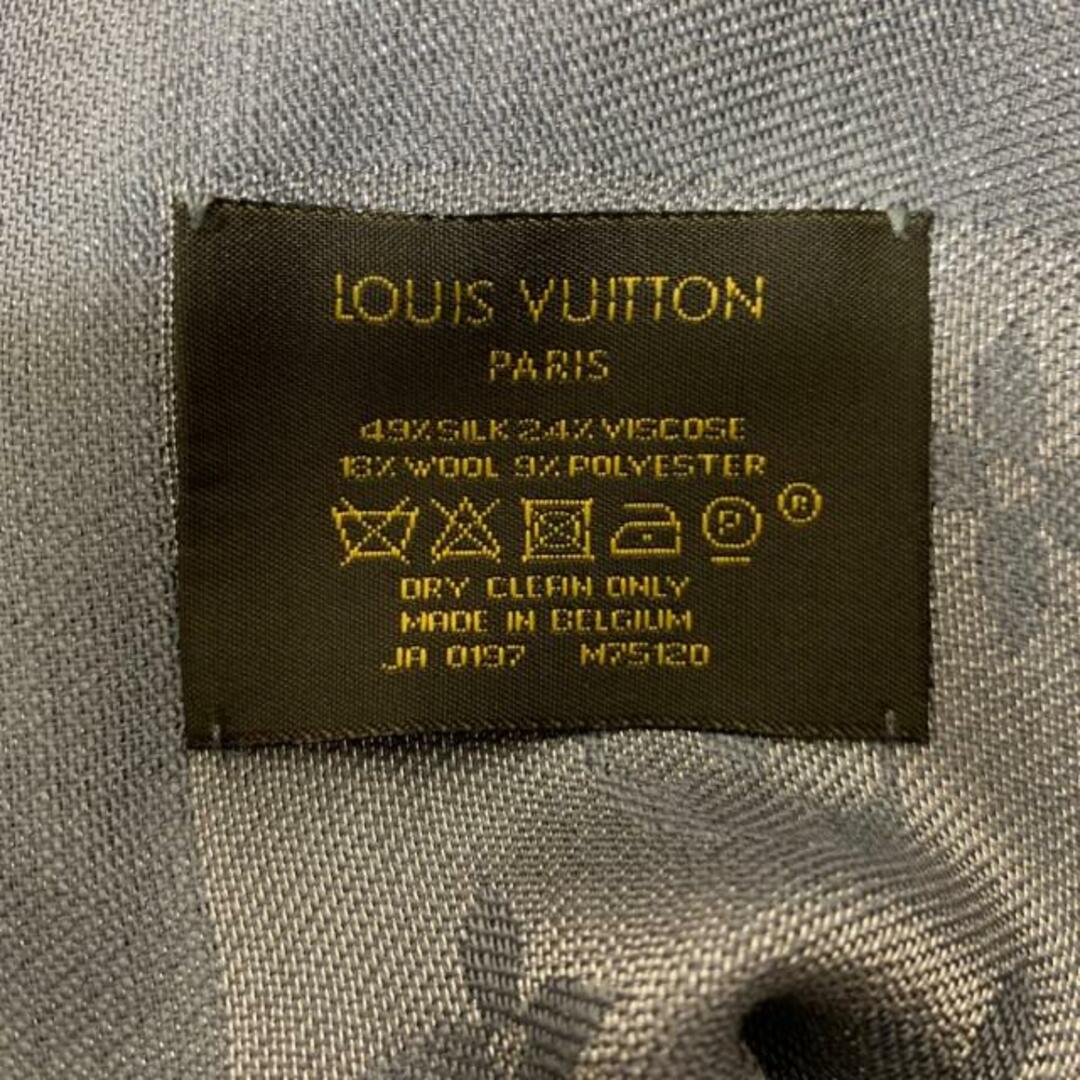 LOUIS VUITTON
PARIS
49% SILK 24% VISCOSE
18% WOOL 9% POLYESTER
P ®
DRY CLEAN ONLY
MADE IN BELGIUM
JA 0197 M75120